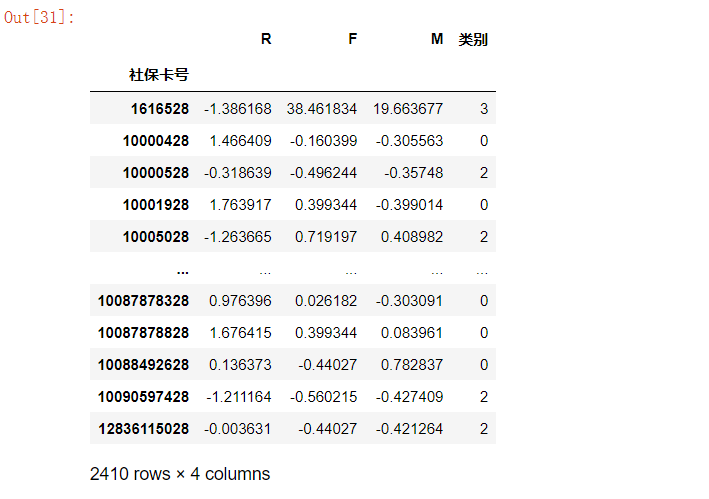 Out[31]:
R F M 类别
社保卡号
1616528 -1.386168 38.461834 19.663677 3
10000428 1.466409 -0.160399 -0.305563 0
10000528 -0.318639 -0.496244 -0.35748 2
10001928 1.763917 0.399344 -0.399014 0
10005028 -1.263665 0.719197 0.408982 2
... ... ... ... ...
10087878328 0.976396 0.026182 -0.303091 0
10087878828 1.676415 0.399344 0.083961 0
10088492628 0.136373 -0.44027 0.782837 0
10090597428 -1.211164 -0.560215 -0.427409 2
12836115028 -0.003631 -0.44027 -0.421264 2
2410 rows × 4 columns